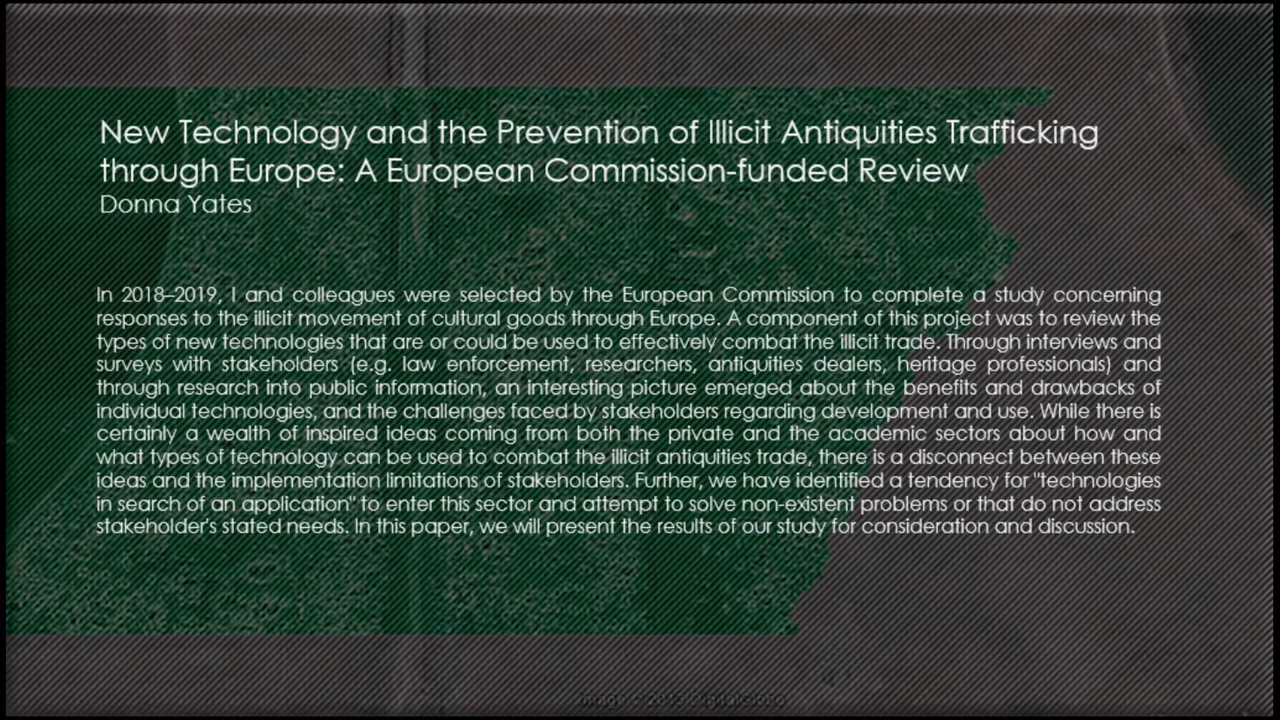 New Technology and the Prevention of Illicit Antiquities Trafficking
through Europe: A European Commission-funded Review
Donna Yates
In 2018–2019, I and colleagues were selected by the European Commission to complete a study concerning
responses to the illicit movement of cultural goods through Europe. A component of this project was to review the
types of new technologies that are or could be used to effectively combat the illicit trade. Through interviews and
surveys with stakeholders (e.g. law enforcement, researchers, antiquities dealers, heritage professionals) and
through research into public information, an interesting picture emerged about the benefits and drawbacks of
individual technologies, and the challenges faced by stakeholders regarding development and use. While there is
certainly a wealth of inspired ideas coming from both the private and the academic sectors about how and
what types of technology can be used to combat the illicit antiquities trade, there is a disconnect between these
ideas and the implementation limitations of stakeholders. Further, we have identified a tendency for "technologies
in search of an application" to enter this sector and attempt to solve non-existent problems or that do not address
stakeholder's stated needs. In this paper, we will present the results of our study for consideration and discussion.
Image © 2013 DigitalGlobe